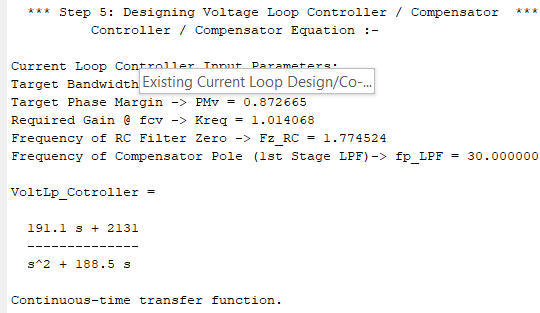 *** Step 5: Designing Voltage Loop Controller / Compensator ***
Controller / Compensator Equation :-
Current Loop Controller Input Parameters:
Target Bandwidth
Existing Current Loop Design/Co-...
Target Phase Margin -> PMv = 0.872665
Required Gain @ fcv -> Kreq = 1.014068
Frequency of RC Filter Zero -> Fz_RC = 1.774524
Frequency of Compensator Pole (1st Stage LPF)-> fp_LPF = 30.000000
VoltLp_Cotroller =
191.1 s + 2131
--------------
s^2 + 188.5 s
Continuous-time transfer function.